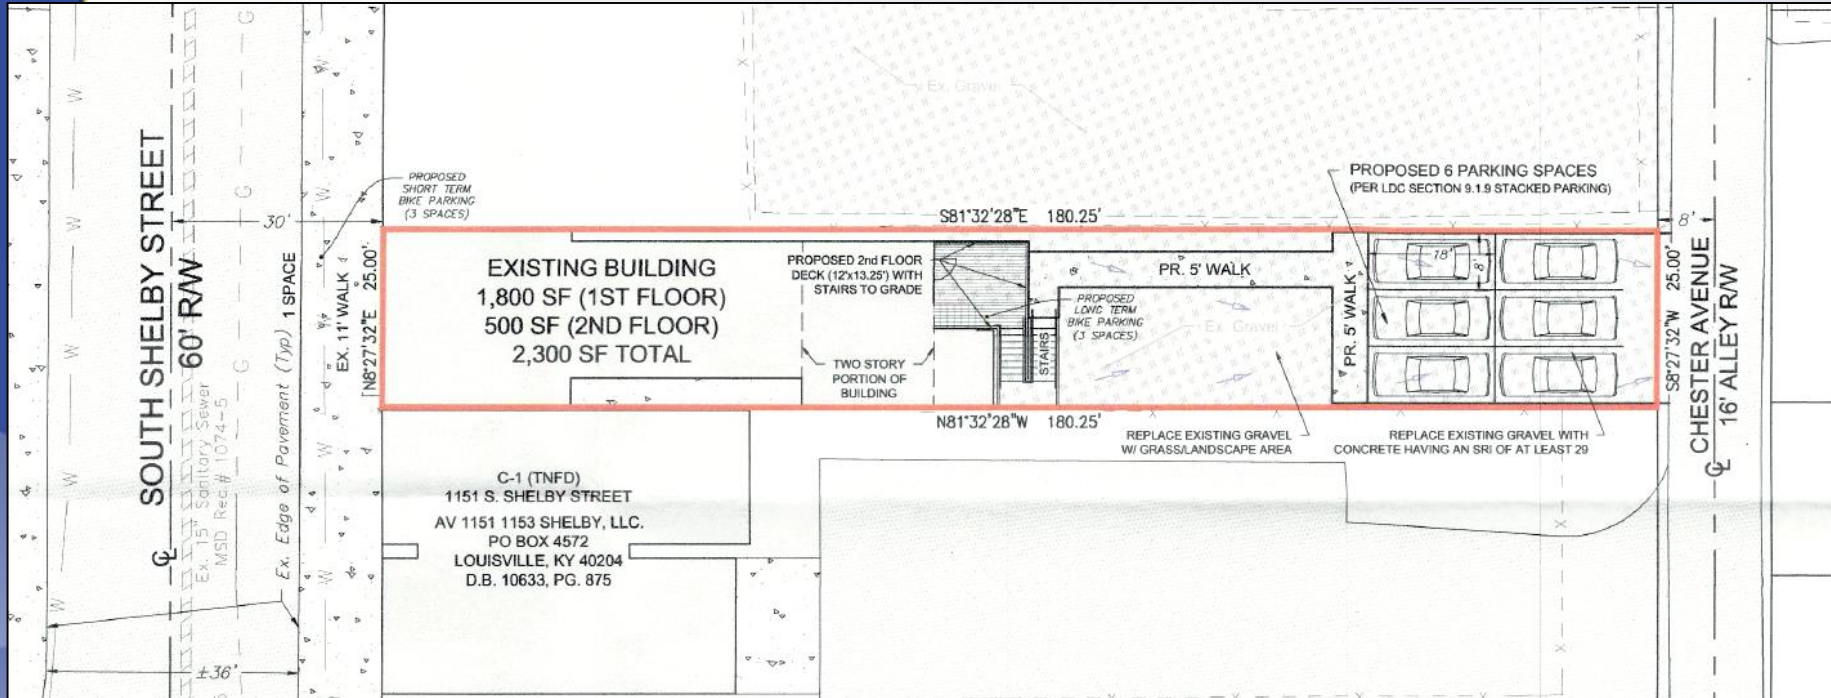 SOUTH SHELBY STREET
60' R/W
Ex. 15" Sanitary Sewer
MSD Rec.# 1074-5
Ex. Edge of Pavement (Typ)
1 SPACE
EX. 11' WALK
N8°27'32"E 25.00'
30'
±36'
PROPOSED
SHORT TERM
BIKE PARKING
(3 SPACES)
EXISTING BUILDING
1,800 SF (1ST FLOOR)
500 SF (2ND FLOOR)
2,300 SF TOTAL
TWO STORY
PORTION OF
BUILDING
PROPOSED 2nd FLOOR
DECK (12'x13.25') WITH
STAIRS TO GRADE
S81°32'28"E 180.25'
Ex. Gravel
PROPOSED
LONG TERM
BIKE PARKING
(3 SPACES)
STAIRS
PR. 5' WALK
Ex. Gravel
PR. 5' WALK
PROPOSED 6 PARKING SPACES
(PER LDC SECTION 9.1.9 STACKED PARKING)
18'
8'
8'
S8°27'32"W 25.00'
CHESTER AVENUE
16' ALLEY R/W
N81°32'28"W 180.25'
REPLACE EXISTING GRAVEL
W/ GRASS/LANDSCAPE AREA
REPLACE EXISTING GRAVEL WITH
CONCRETE HAVING AN SRI OF AT LEAST 29
C-1 (TNFD)
1151 S. SHELBY STREET
AV 1151 1153 SHELBY, LLC.
PO BOX 4572
LOUISVILLE, KY 40204
D.B. 10633, PG. 875